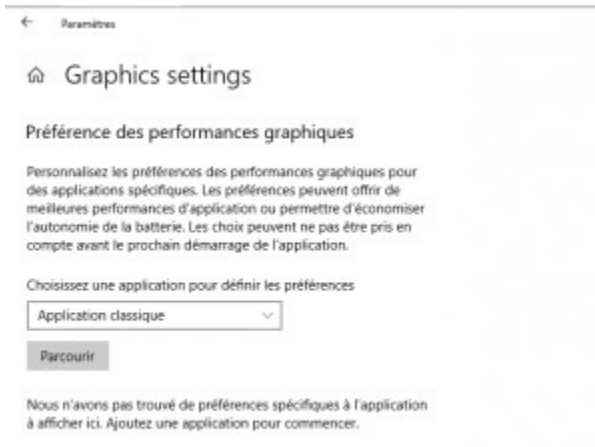 Paramètres
Graphics settings
Préférence des performances graphiques
Personnalisez les préférences des performances graphiques pour
des applications spécifiques. Les préférences peuvent offrir de
meilleures performances d'application ou permettre d'économiser
l'autonomie de la batterie. Les choix peuvent ne pas être pris en
compte avant le prochain démarrage de l'application.
Choisissez une application pour définir les préférences
Application classique
Parcourir
Nous n'avons pas trouvé de préférences spécifiques à l'application
à afficher ici. Ajoutez une application pour commencer.